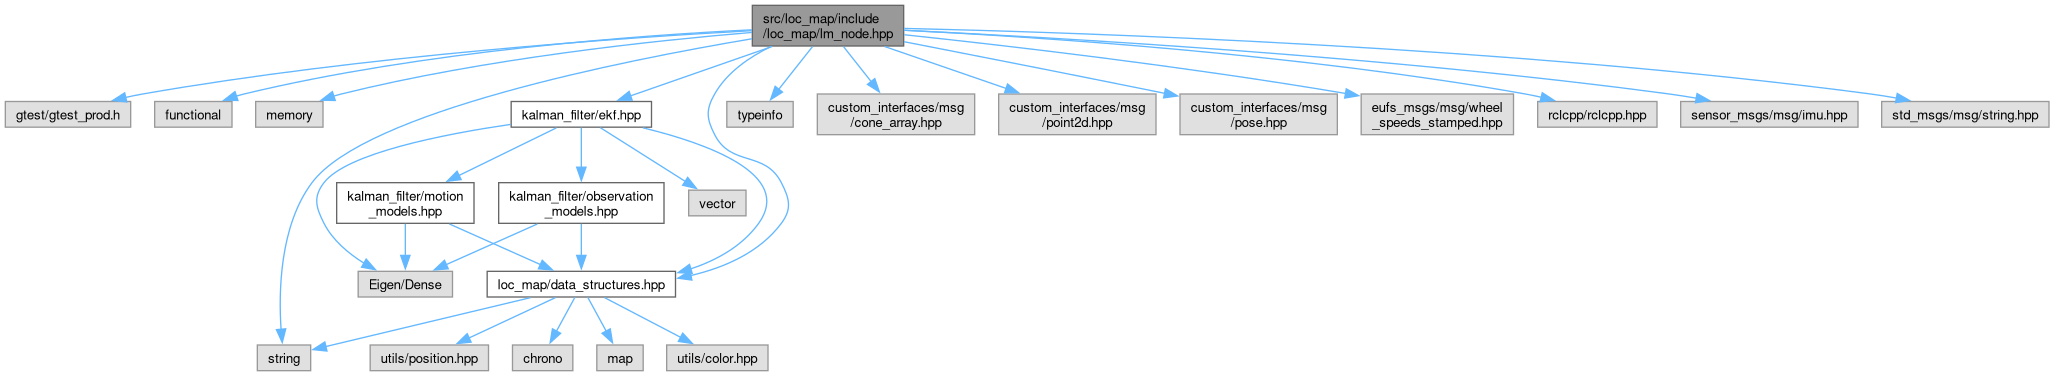 src/loc_map/include
/loc_map/lm_node.hpp
gtest/gtest_prod.h
functional
memory
kalman_filter/ekf.hpp
typeinfo
custom_interfaces/msg
/cone_array.hpp
custom_interfaces/msg
/point2d.hpp
custom_interfaces/msg
/pose.hpp
eufs_msgs/msg/wheel
_speeds_stamped.hpp
rclcpp/rclcpp.hpp
sensor_msgs/msg/imu.hpp
std_msgs/msg/string.hpp
kalman_filter/motion
_models.hpp
kalman_filter/observation
_models.hpp
vector
Eigen/Dense
loc_map/data_structures.hpp
string
utils/position.hpp
chrono
map
utils/color.hpp